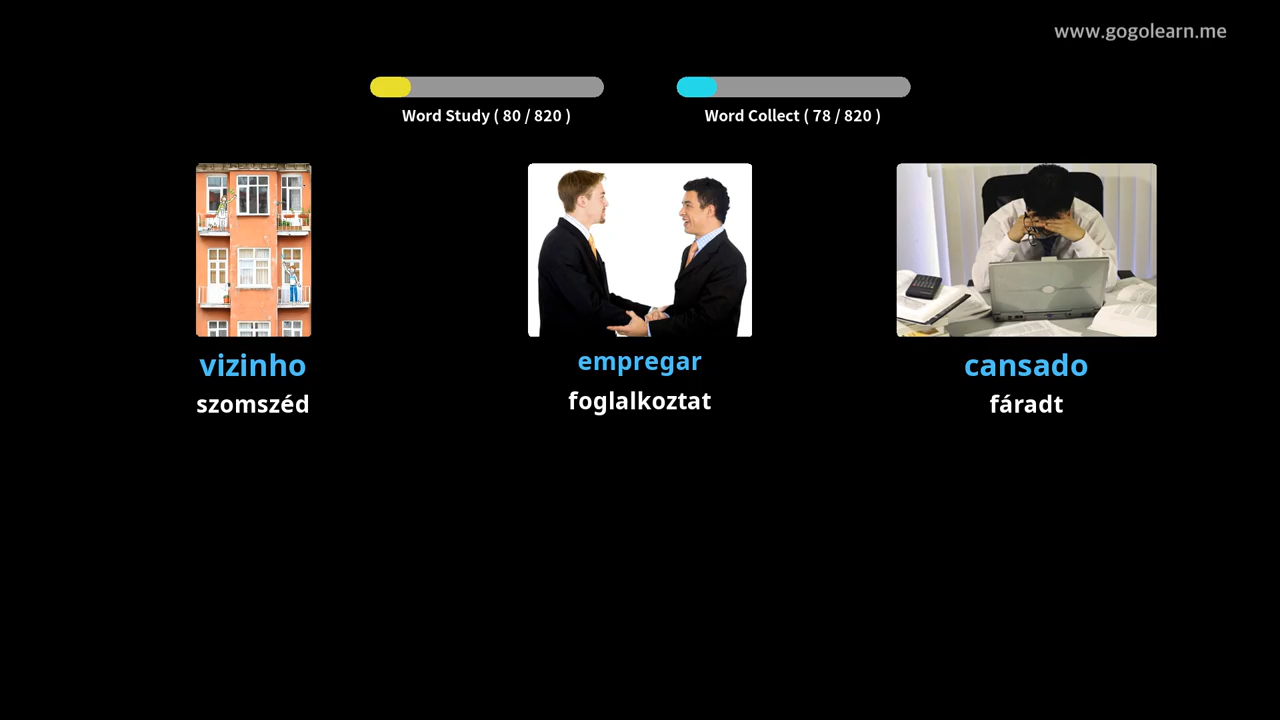 www.gogolearn.me
Word Study ( 80 / 820 )
Word Collect ( 78 / 820 )
vizinho
szomszéd
empregar
foglalkoztat
cansado
fáradt